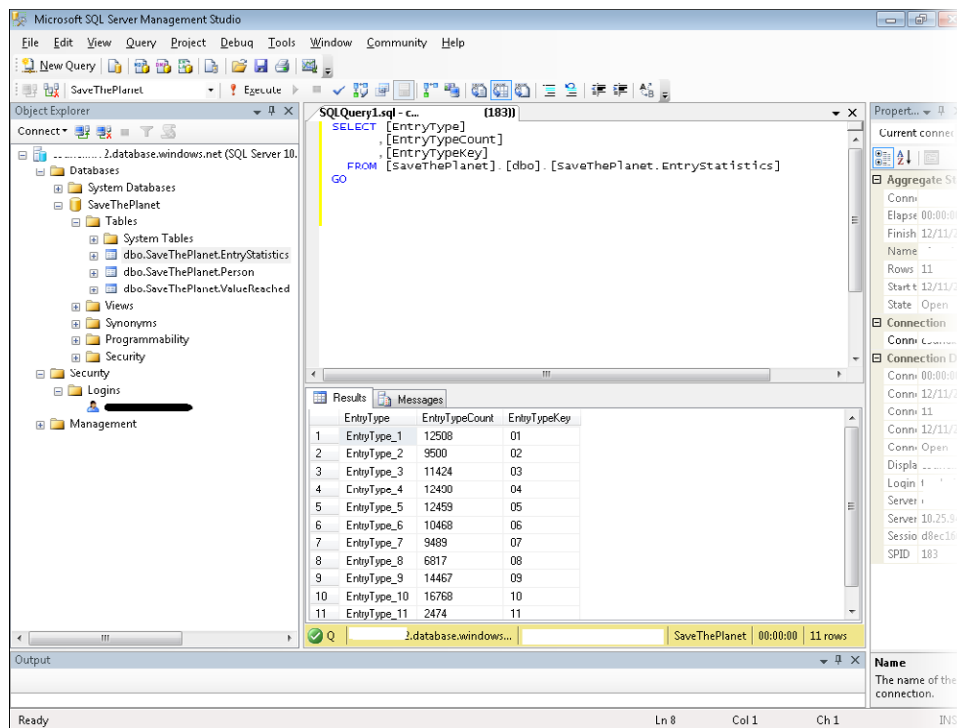 Microsoft SQL Server Management Studio
File Edit View Query Project Debug Tools Window Community Help
New Query
SaveThePlanet Execute
Object Explorer
Connect
2.database.windows.net (SQL Server 10.
Databases
System Databases
SaveThePlanet
Tables
System Tables
dbo.SaveThePlanet.EntryStatistics
dbo.SaveThePlanet.Person
dbo.SaveThePlanet.ValueReached
Views
Synonyms
Programmability
Security
Security
Logins
Management
SQLQuery1.sql - c... (183))
SELECT [EntryType]
,[EntryTypeCount]
,[EntryTypeKey]
FROM [SaveThePlanet].[dbo].[SaveThePlanet.EntryStatistics]
GO
Results Messages
EntryType EntryTypeCount EntryTypeKey
1 EntryType_1 12508 01
2 EntryType_2 9500 02
3 EntryType_3 11424 03
4 EntryType_4 12490 04
5 EntryType_5 12459 05
6 EntryType_6 10468 06
7 EntryType_7 9489 07
8 EntryType_8 6817 08
9 EntryType_9 14467 09
10 EntryType_10 16768 10
11 EntryType_11 2474 11
Q 2.database.windows... SaveThePlanet 00:00:00 11 rows
Propert...
Current connec
Aggregate St
Conn
Elapse 00:00:0
Finish 12/11/2
Name
Rows 11
Start t 12/11/2
State Open
Connection
Conn
Connection D
Conn 00:00:0
Conn 12/11/2
Conn 11
Conn 12/11/2
Conn Open
Displa
Login
Server
Server 10.25.9
Sessio d8ec16
SPID 183
Name
The name of the
connection.
Output
Ready Ln 8 Col 1 Ch 1 INS